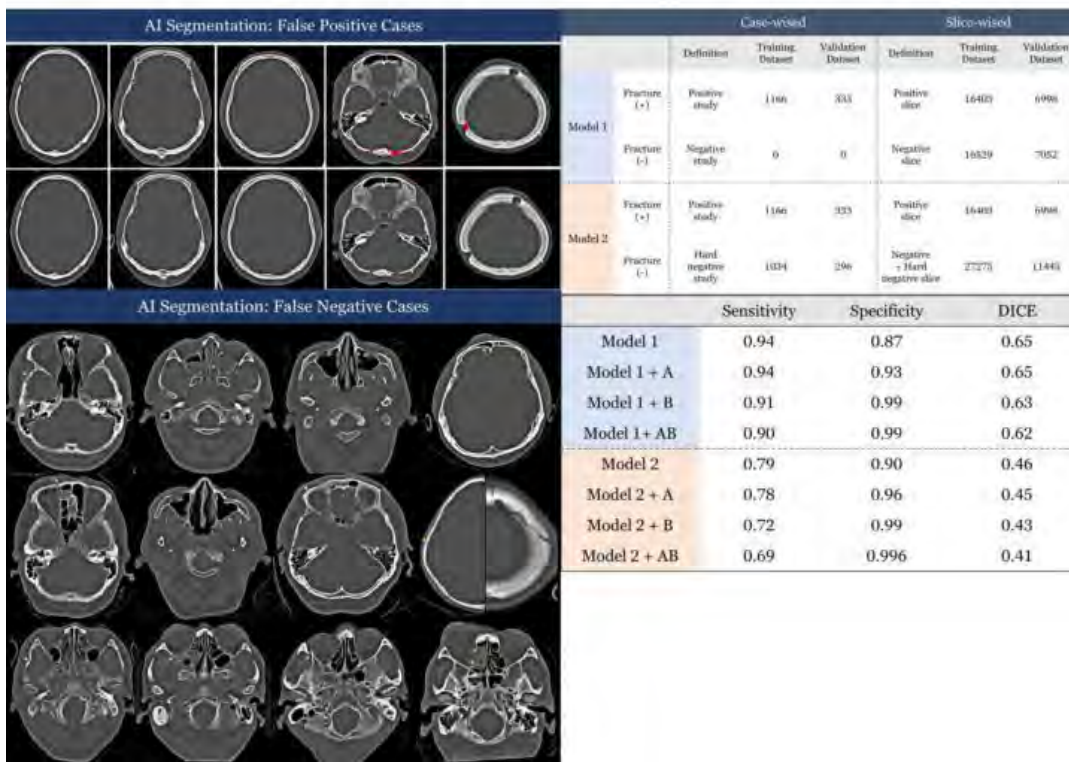 AI Segmentation: False Positive Cases
AI Segmentation: False Negative Cases
Case-wised Slice-wised
Definition Training Dataset Validation Dataset Definition Training Dataset Validation Dataset
Model 1
Fracture (+) Positive study 1166 333 Positive slice 16403 6998
Fracture (-) Negative study 0 0 Negative slice 16529 7052
Model 2
Fracture (+) Positive study 1166 333 Positive slice 16403 6998
Fracture (-) Hard negative study 1034 296 Negative + Hard negative slice 27275 11445
Sensitivity Specificity DICE
Model 1 0.94 0.87 0.65
Model 1 + A 0.94 0.93 0.65
Model 1 + B 0.91 0.99 0.63
Model 1+ AB 0.90 0.99 0.62
Model 2 0.79 0.90 0.46
Model 2 + A 0.78 0.96 0.45
Model 2 + B 0.72 0.99 0.43
Model 2 + AB 0.69 0.996 0.41